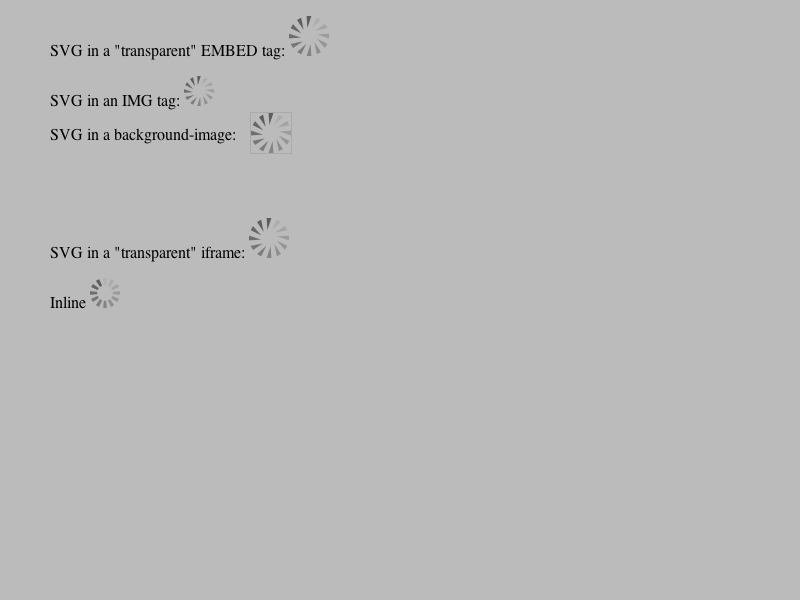 SVG in a "transparent" EMBED tag:
SVG in an IMG tag:
SVG in a background-image:
SVG in a "transparent" iframe:
Inline